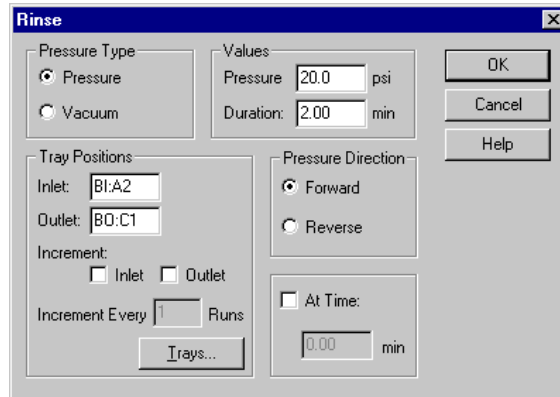 Rinse
Pressure Type
Pressure
Vacuum
Values
Pressure 20.0 psi
Duration: 2.00 min
OK
Cancel
Help
Tray Positions
Inlet: BI:A2
Outlet: BO:C1
Increment:
Inlet Outlet
Increment Every 1 Runs
Trays...
Pressure Direction
Forward
Reverse
At Time:
0.00 min